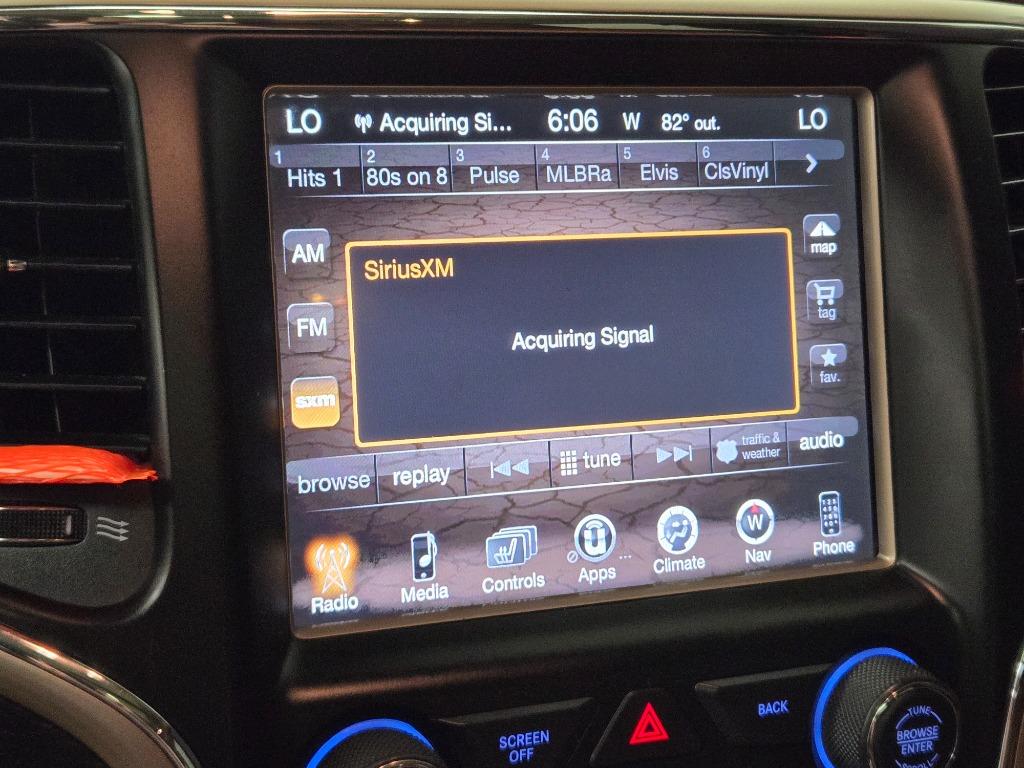 LO Acquiring Si... 6:06 W 82° out. LO
1 2 3 4 5 6
Hits 1 80s on 8 Pulse MLBRa Elvis ClsVinyl
AM
FM
sxm
SiriusXM
Acquiring Signal
map
tag
fav.
browse replay tune traffic & weather audio
Radio Media Controls Apps Climate W Nav Phone
SCREEN
OFF
BACK
TUNE
BROWSE
ENTER
SCROLL